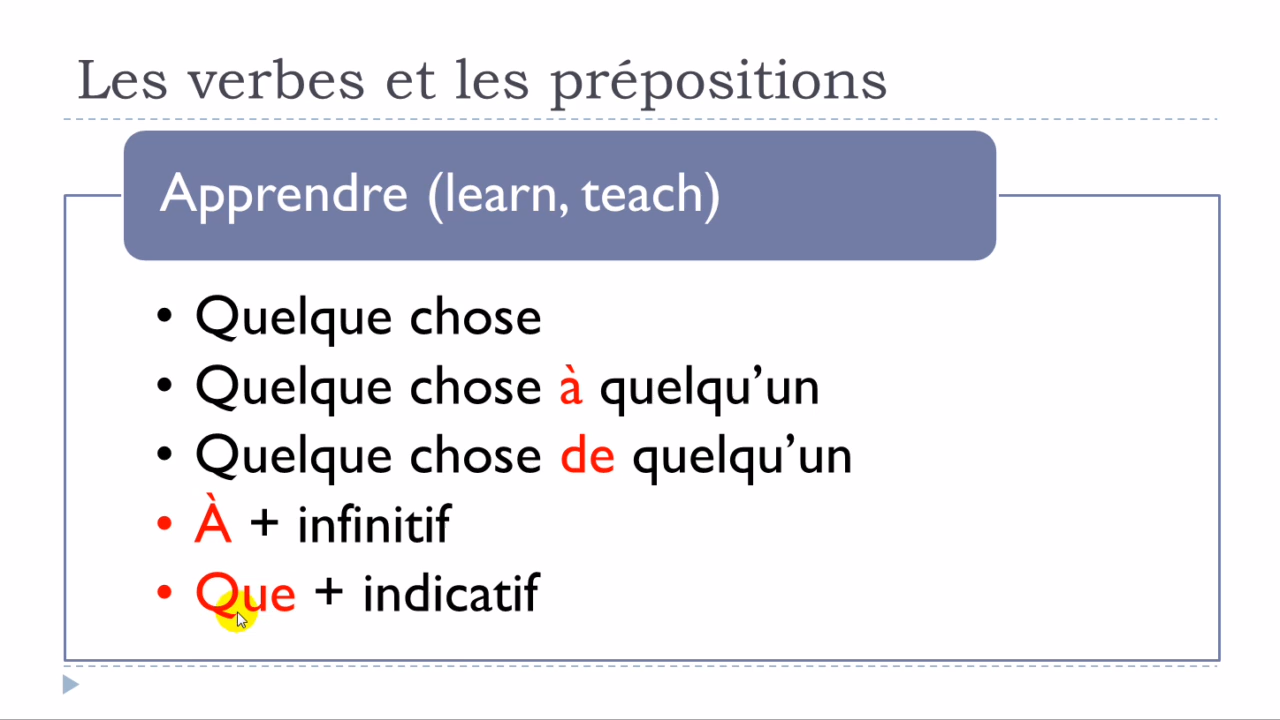 Les verbes et les prépositions
Apprendre (learn, teach)
• Quelque chose
• Quelque chose à quelqu’un
• Quelque chose de quelqu’un
• À + infinitif
• Que + indicatif